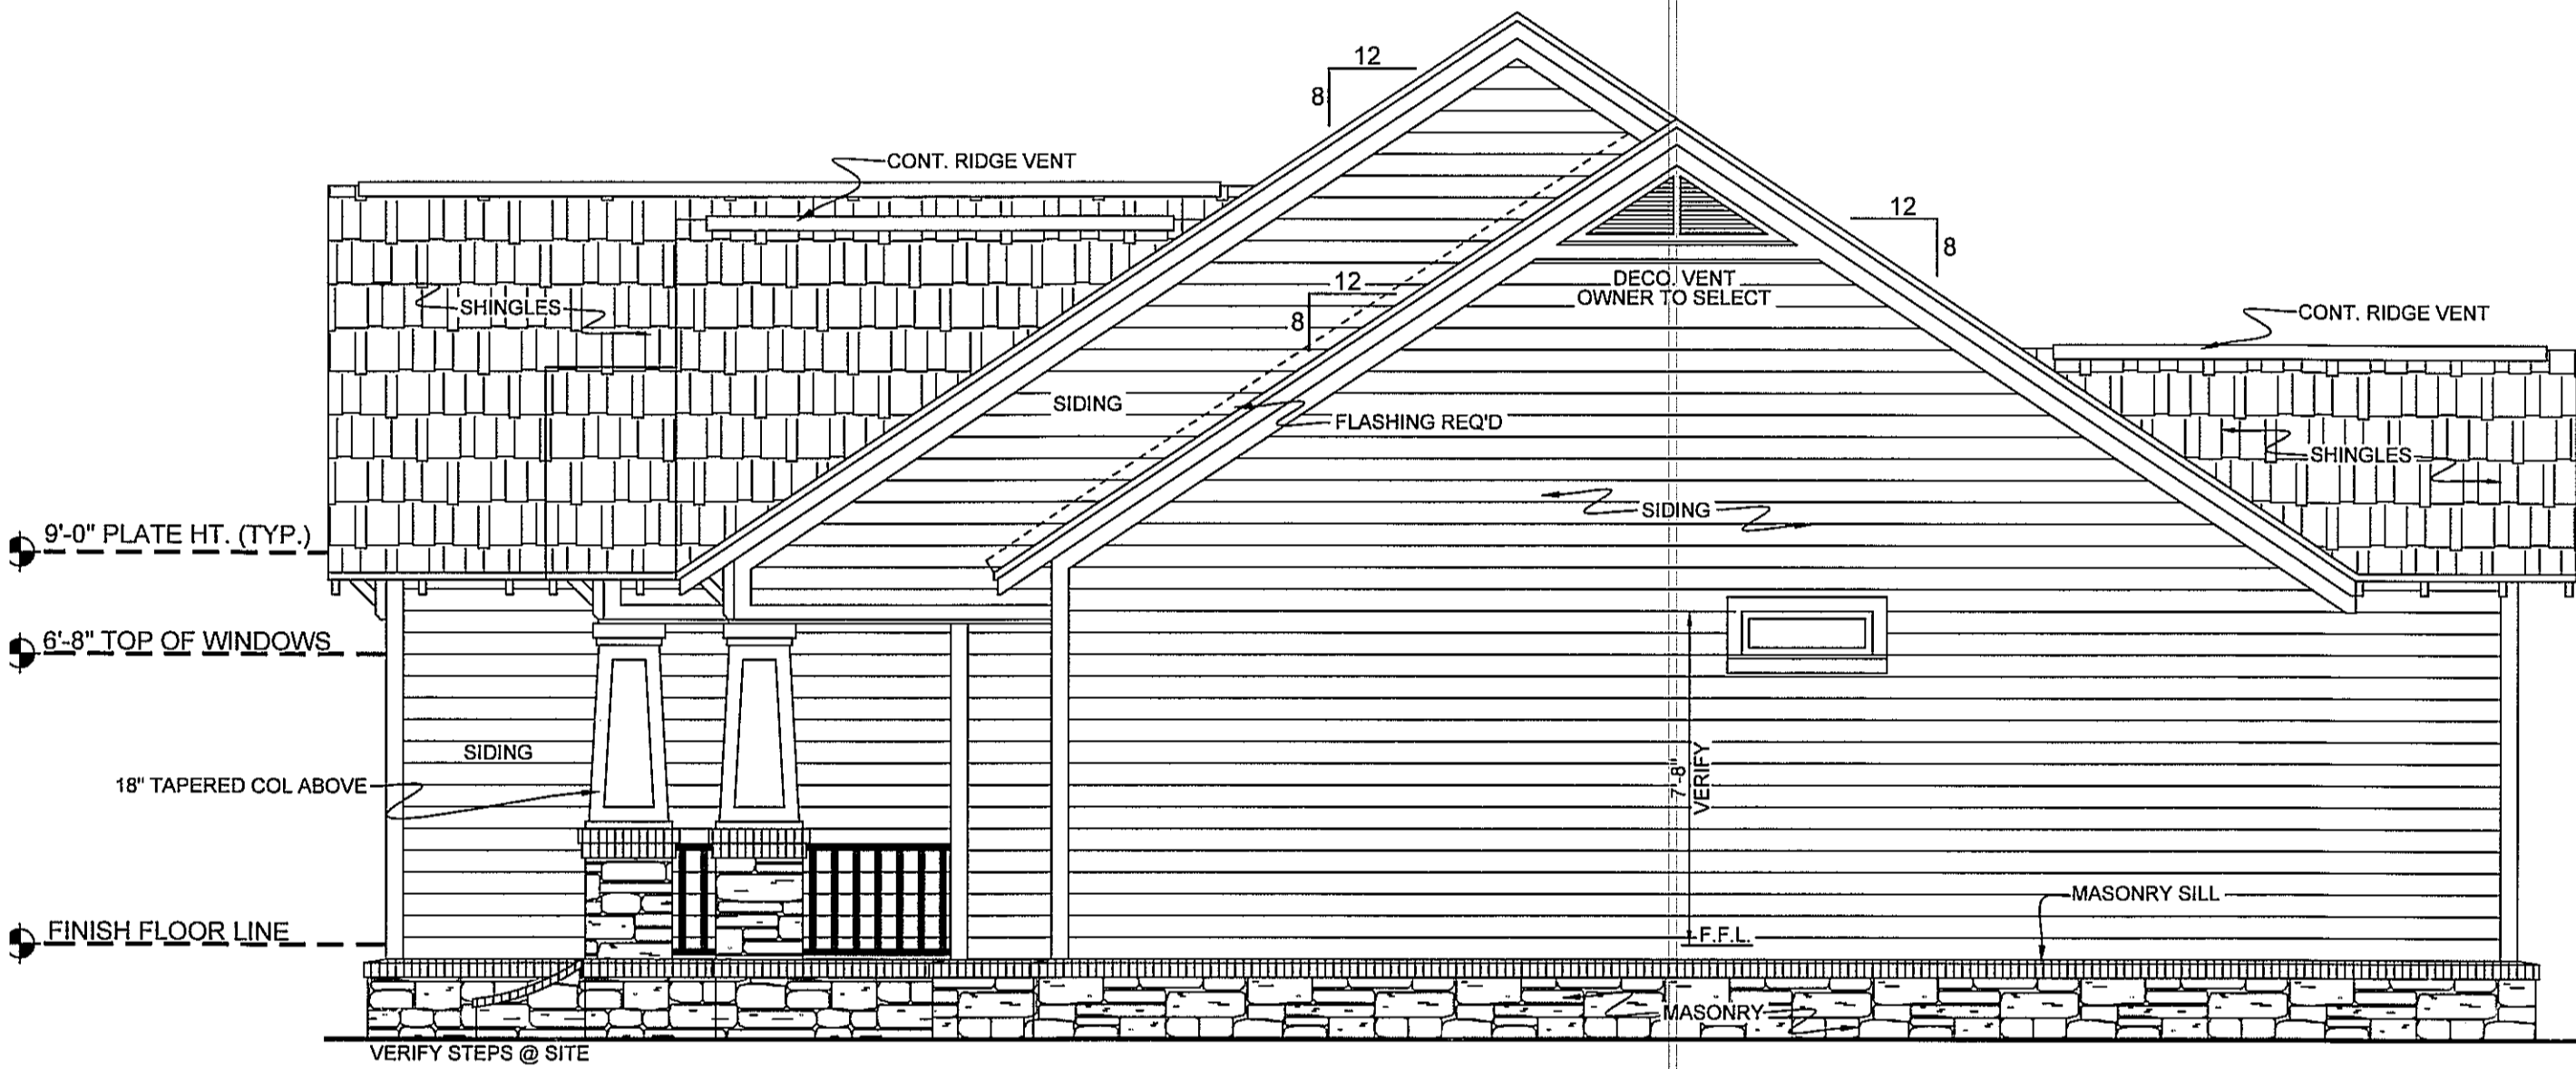 12
8
CONT. RIDGE VENT
12
8
SHINGLES
12
8
DECO. VENT
OWNER TO SELECT
CONT. RIDGE VENT
SIDING
FLASHING REQ'D
SHINGLES
SIDING
9'-0" PLATE HT. (TYP.)
6'-8" TOP OF WINDOWS
SIDING
18" TAPERED COL ABOVE
7'-8"
VERIFY
MASONRY SILL
FINISH FLOOR LINE
F.F.L.
MASONRY
VERIFY STEPS @ SITE